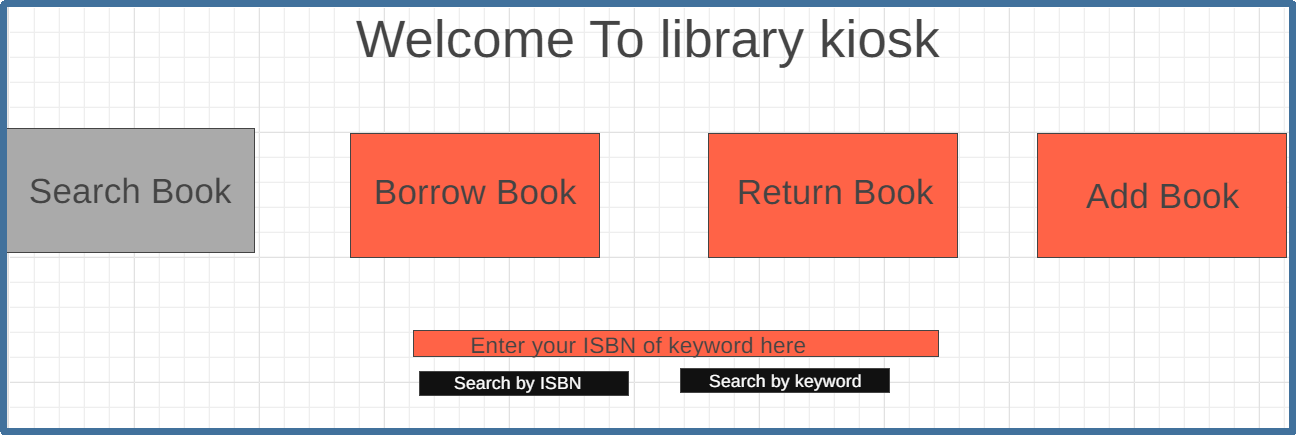 Welcome To library kiosk
Search Book
Borrow Book
Return Book
Add Book
Enter your ISBN of keyword here
Search by ISBN
Search by keyword